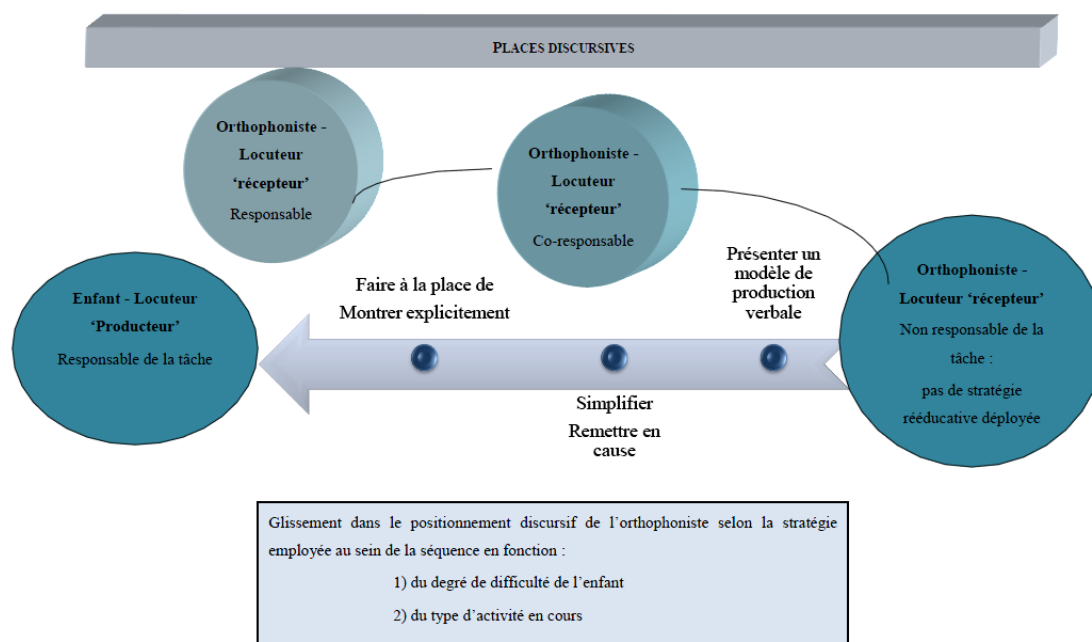 PLACES DISCURSIVES
Orthophoniste -
Locuteur
‘récepteur’
Responsable
Orthophoniste -
Locuteur
‘récepteur’
Co-responsable
Enfant - Locuteur
‘Producteur’
Responsable de la tâche
Faire à la place de
Montrer explicitement
Présenter un
modèle de
production
verbale
Orthophoniste -
Locuteur ‘récepteur’
Non responsable de la
tâche :
pas de stratégie
rééducative déployée
Simplifier
Remettre en
cause
Glissement dans le positionnement discursif de l’orthophoniste selon la stratégie
employée au sein de la séquence en fonction :
1) du degré de difficulté de l’enfant
2) du type d’activité en cours